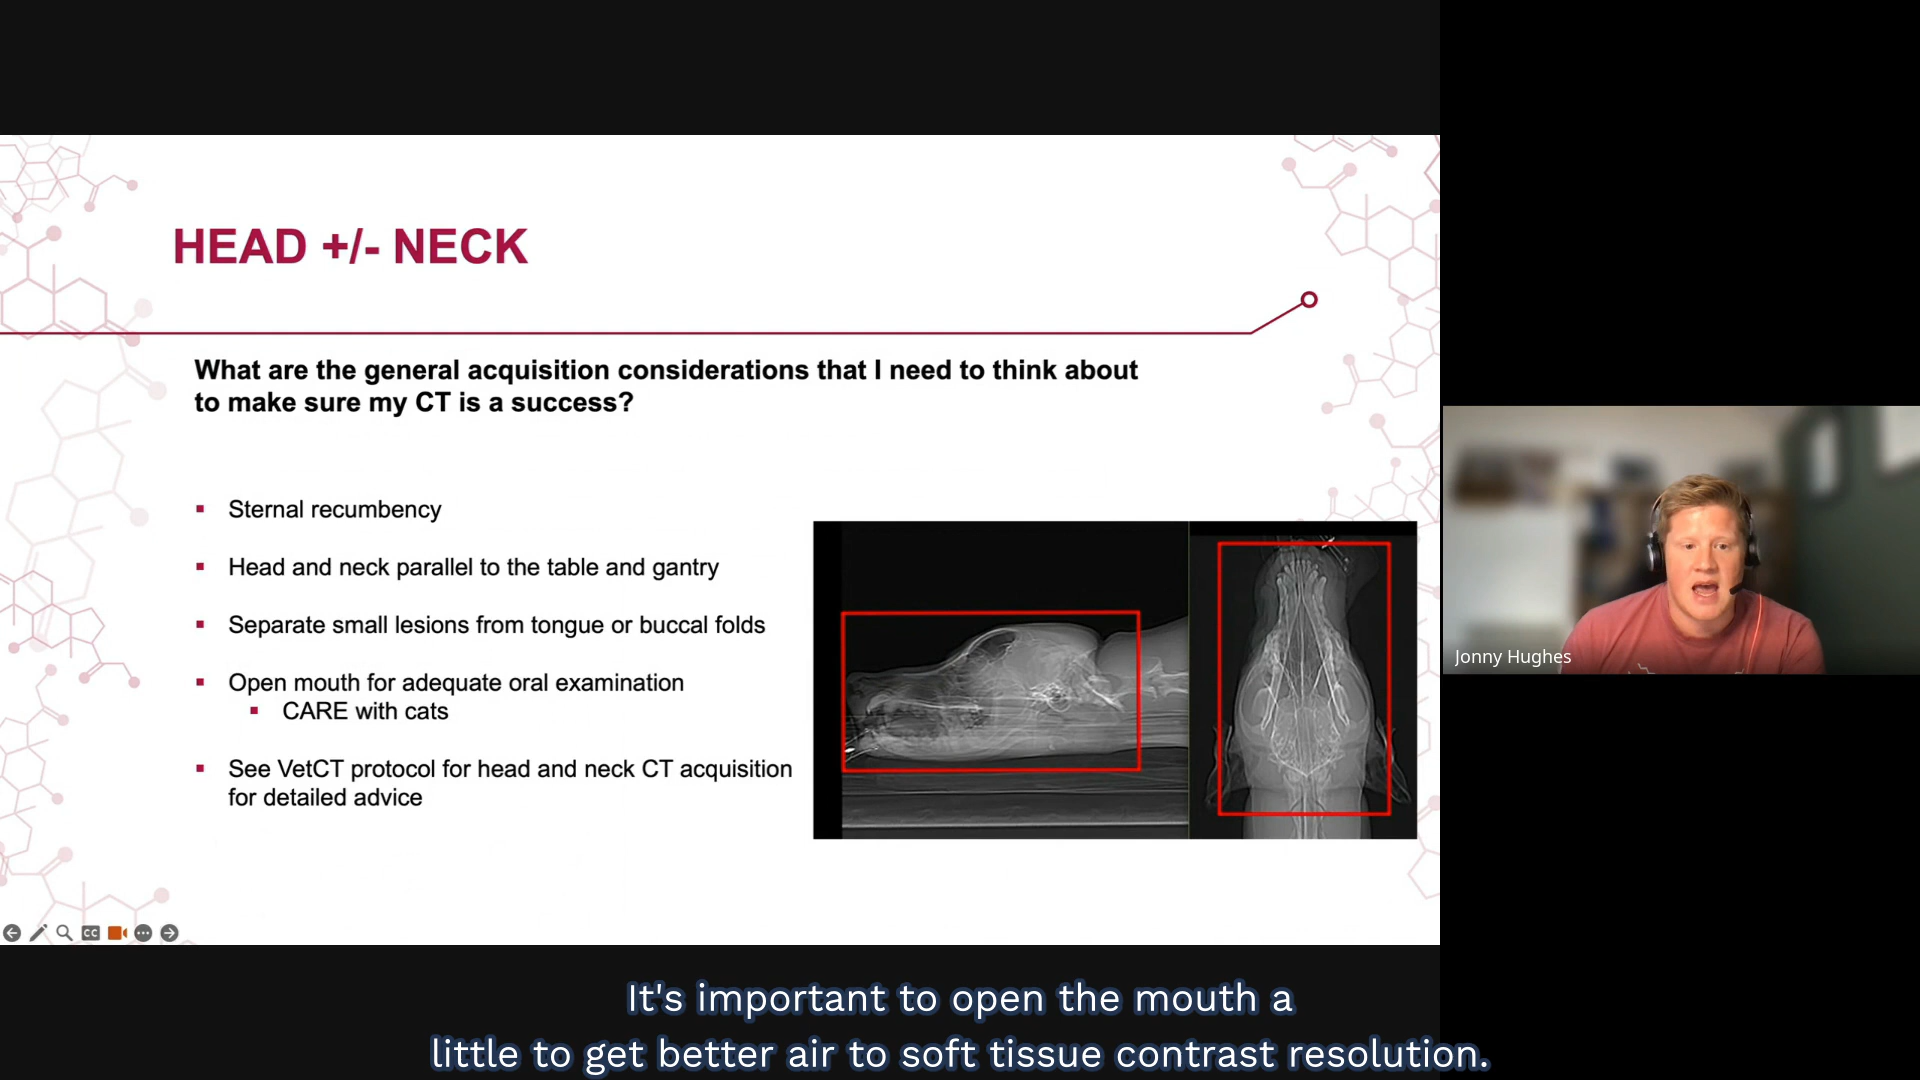 HEAD +/- NECK
What are the general acquisition considerations that I need to think about
to make sure my CT is a success?
▪ Sternal recumbency
▪ Head and neck parallel to the table and gantry
▪ Separate small lesions from tongue or buccal folds
▪ Open mouth for adequate oral examination
▪ CARE with cats
▪ See VetCT protocol for head and neck CT acquisition
for detailed advice
Jonny Hughes
CC
It's important to open the mouth a
little to get better air to soft tissue contrast resolution.